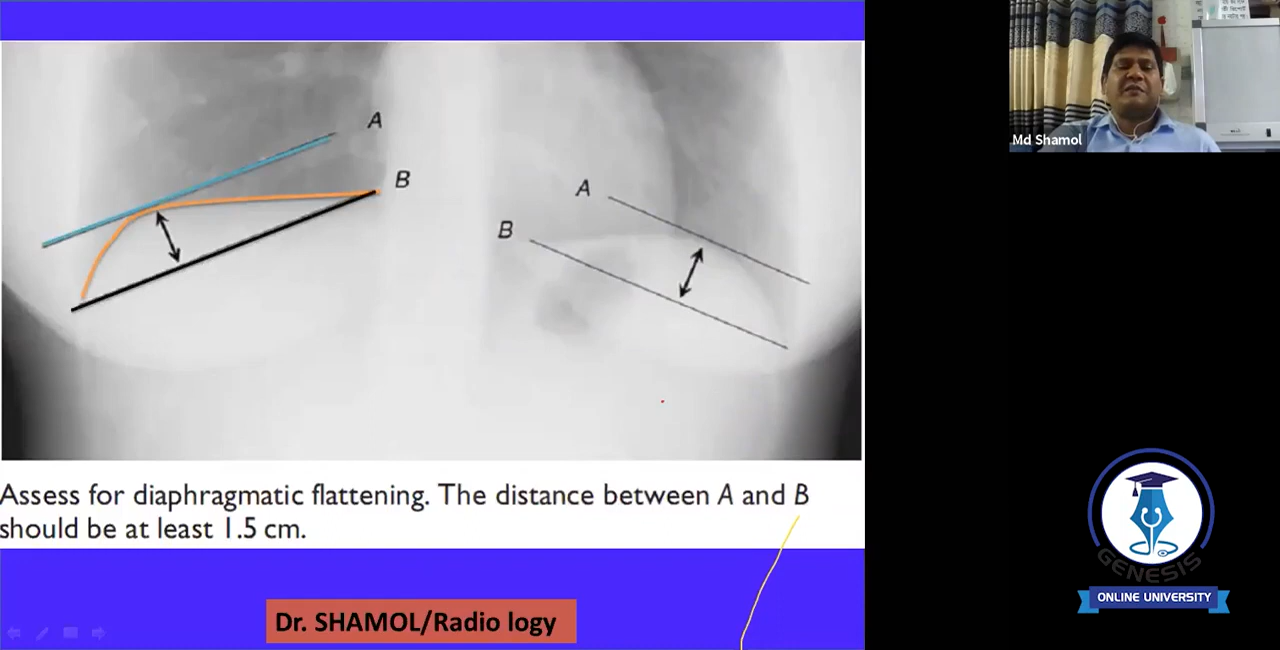 A
B
A
B
Assess for diaphragmatic flattening. The distance between A and B
should be at least 1.5 cm.
Dr. SHAMOL/Radio logy
Md Shamol
GENESIS
ONLINE UNIVERSITY